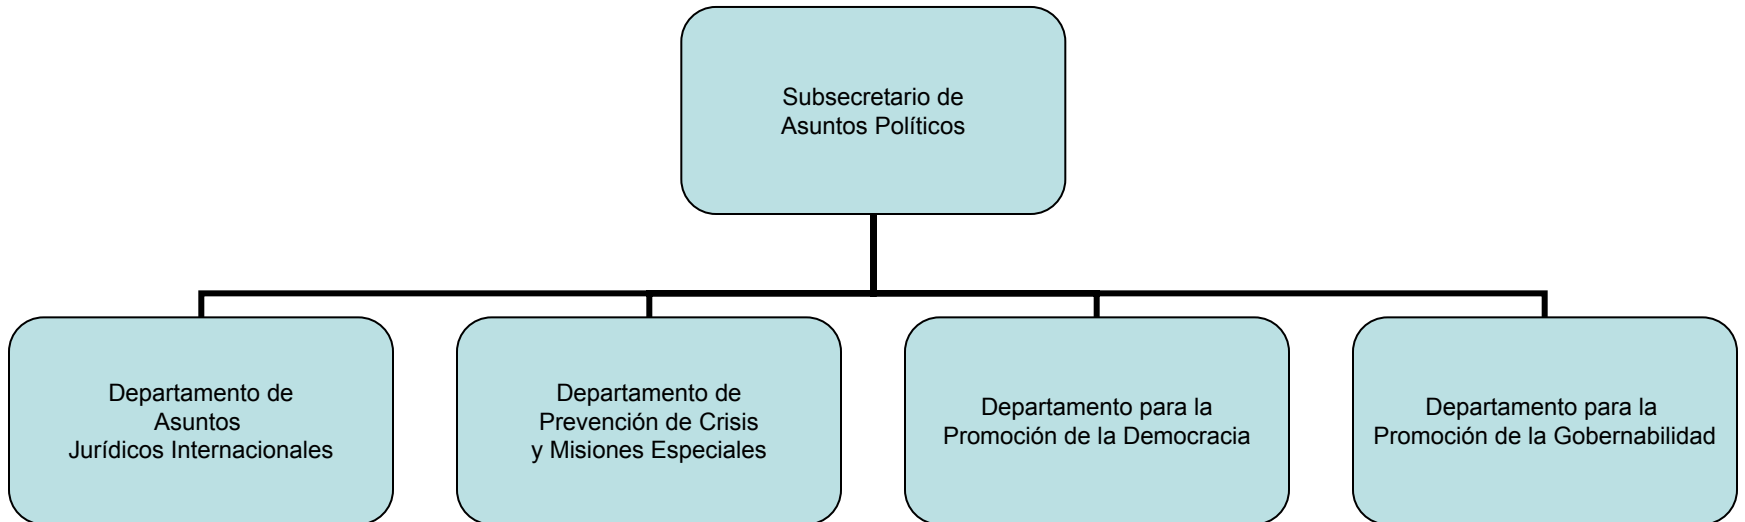 Subsecretario de
Asuntos Políticos
Departamento de
Asuntos
Jurídicos Internacionales
Departamento de
Prevención de Crisis
y Misiones Especiales
Departamento para la
Promoción de la Democracia
Departamento para la
Promoción de la Gobernabilidad